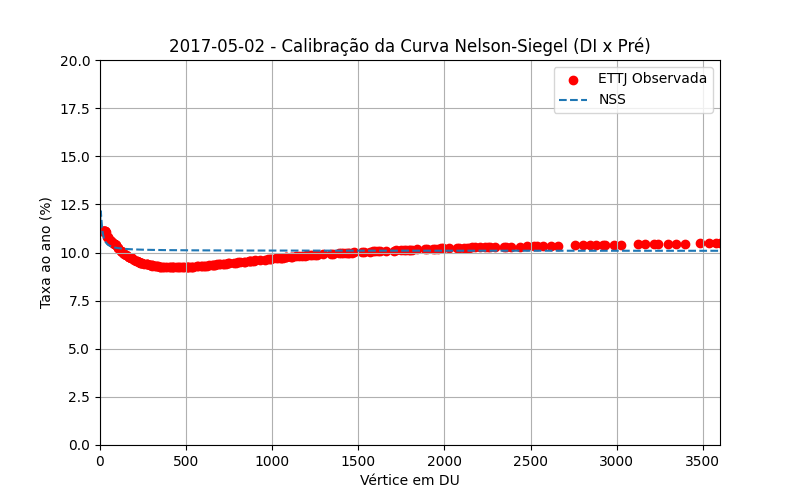 2017-05-02 - Calibração da Curva Nelson-Siegel (DI x Pré)
ETTJ Observada
NSS
Taxa ao ano (%)
20.0
17.5
15.0
12.5
10.0
7.5
5.0
2.5
0.0
0 500 1000 1500 2000 2500 3000 3500
Vértice em DU